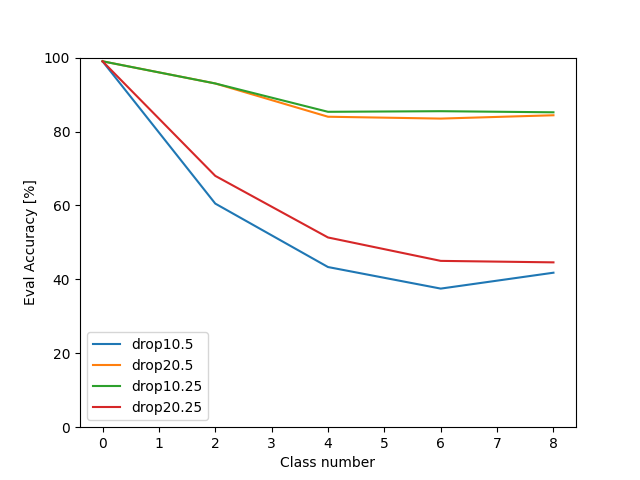 100
80
60
40
20
0
Eval Accuracy [%]
drop10.5
drop20.5
drop10.25
drop20.25
0 1 2 3 4 5 6 7 8
Class number